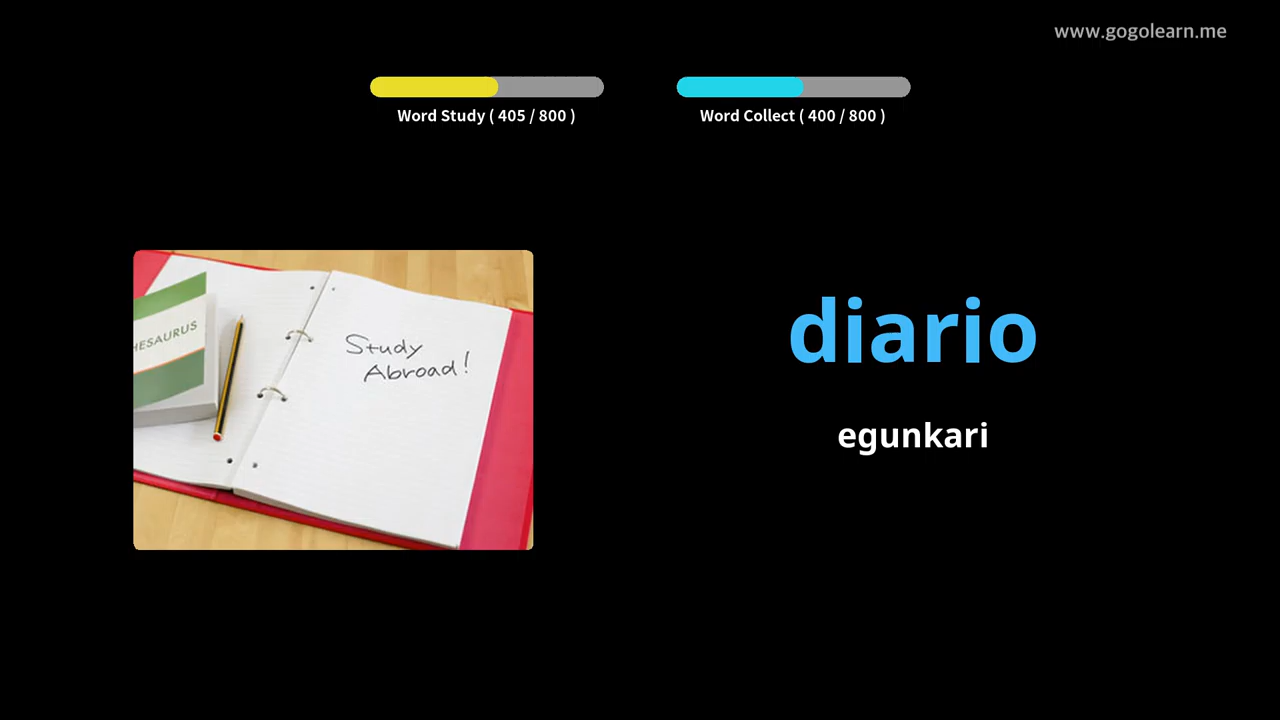 www.gogolearn.me
Word Study ( 405 / 800 )
Word Collect ( 400 / 800 )
HESAURUS
Study
Abroad!
diario
egunkari